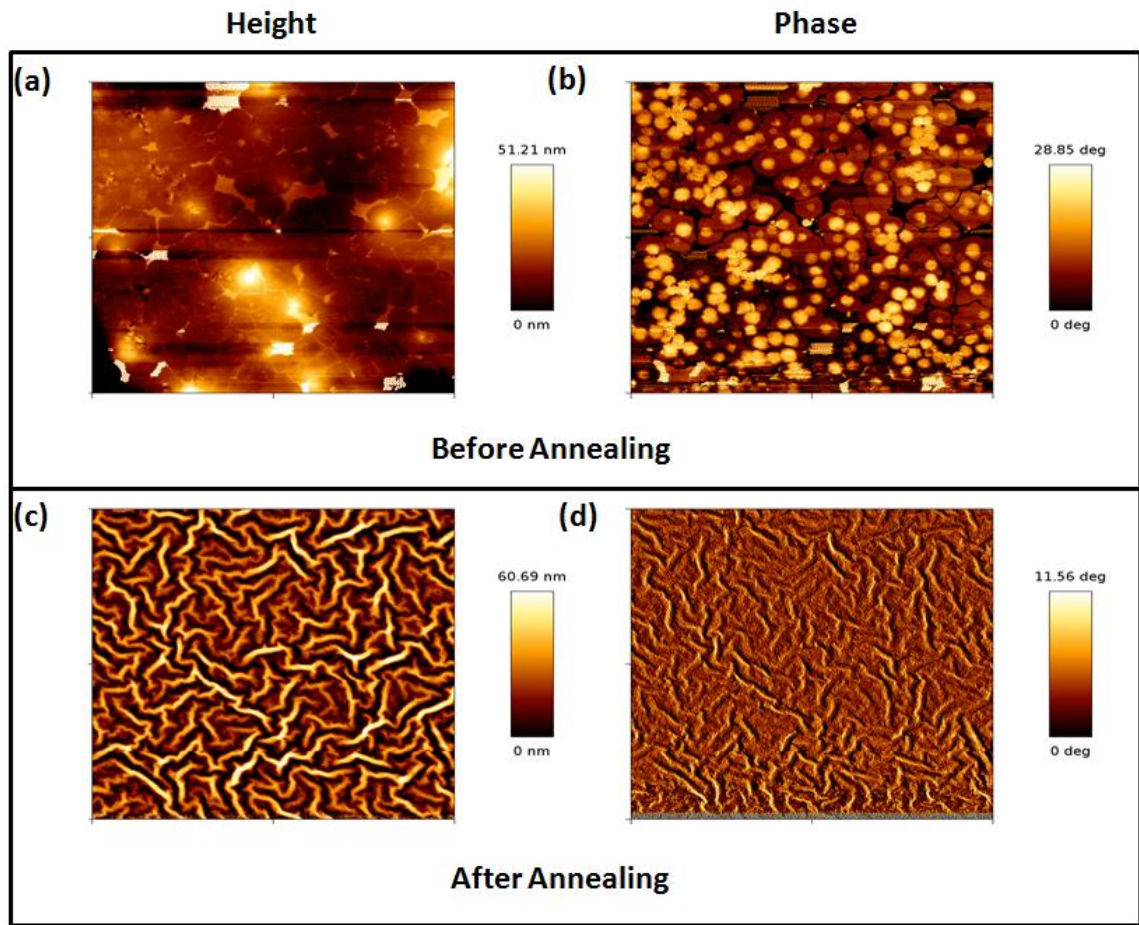 Height
Phase
(a)
(b)
51.21 nm
28.85 deg
0 nm
0 deg
Before Annealing
(c)
(d)
60.69 nm
11.56 deg
0 nm
0 deg
After Annealing